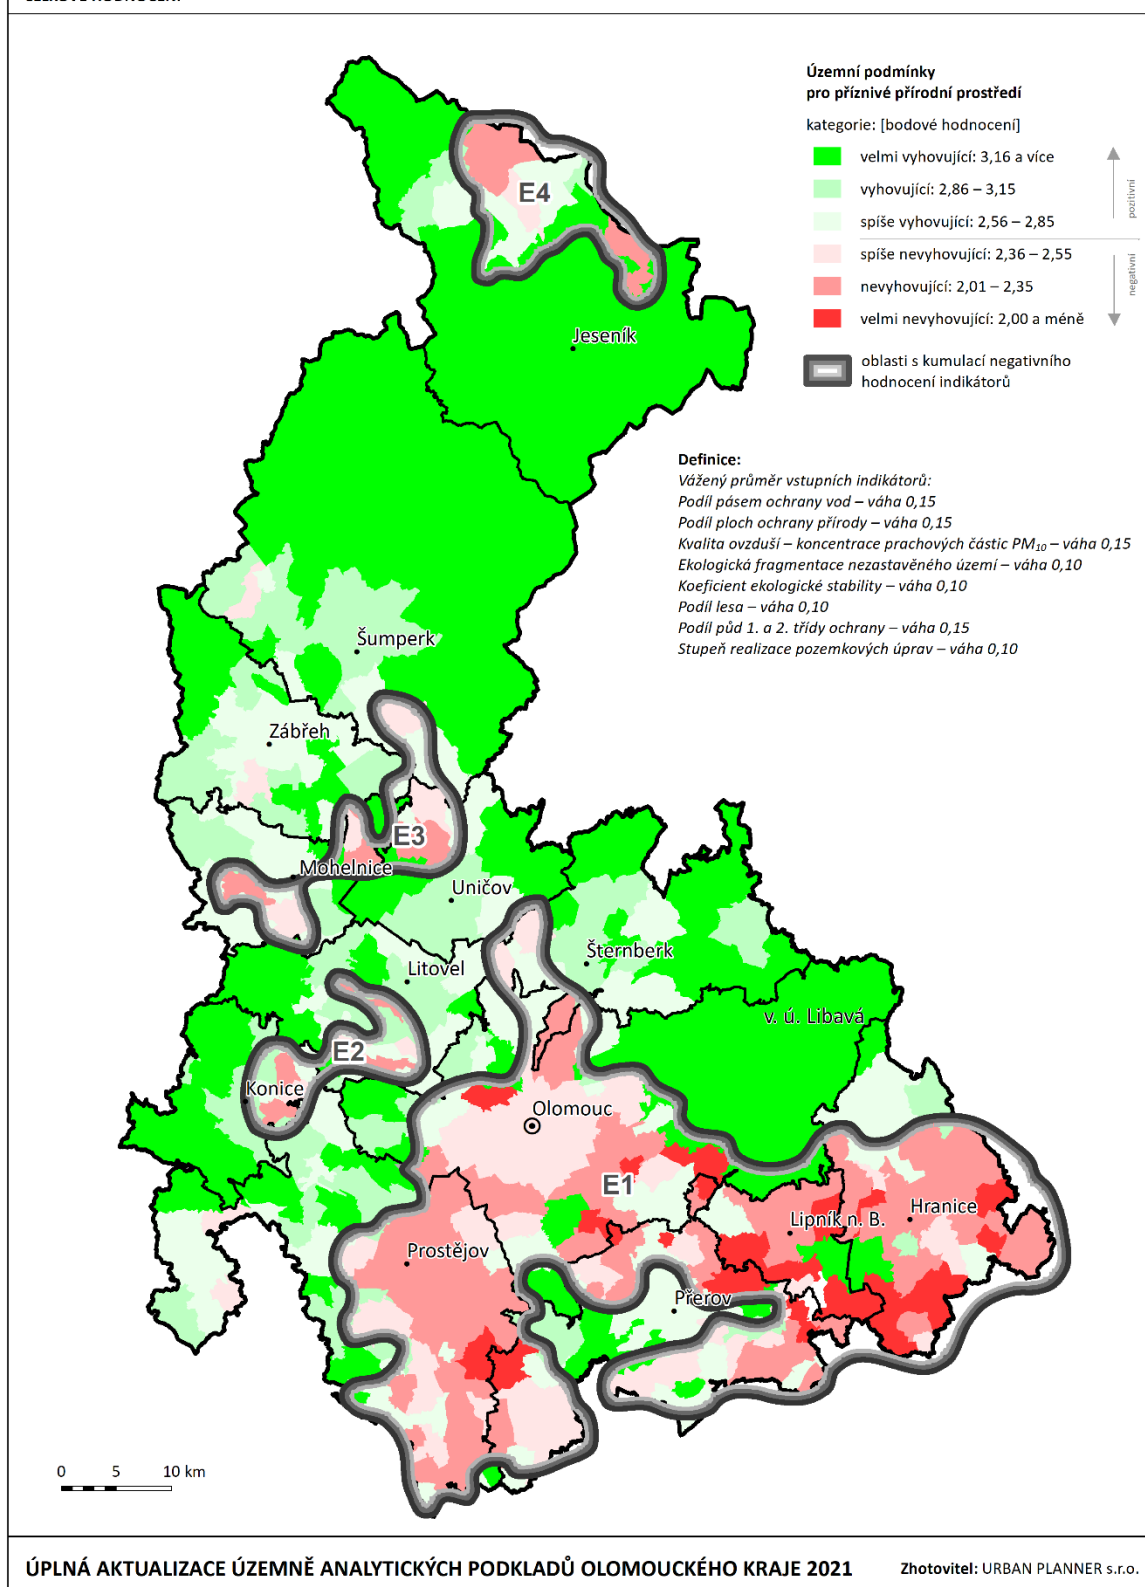 Územní podmínky
pro příznivé přírodní prostředí
kategorie: [bodové hodnocení]
velmi vyhovující: 3,16 a více
vyhovující: 2,86 – 3,15
spíše vyhovující: 2,56 – 2,85
spíše nevyhovující: 2,36 – 2,55
nevyhovující: 2,01 – 2,35
velmi nevyhovující: 2,00 a méně
pozitivní
negativní
oblasti s kumulací negativního
hodnocení indikátorů
Definice:
Vážený průměr vstupních indikátorů:
Podíl pásem ochrany vod – váha 0,15
Podíl ploch ochrany přírody – váha 0,15
Kvalita ovzduší – koncentrace prachových částic PM₁₀ – váha 0,15
Ekologická fragmentace nezastavěného území – váha 0,10
Koeficient ekologické stability – váha 0,10
Podíl lesa – váha 0,10
Podíl půd 1. a 2. třídy ochrany – váha 0,15
Stupeň realizace pozemkových úprav – váha 0,10
E4
Jeseník
Šumperk
Zábřeh
E3
Mohelnice
Uničov
Šternberk
Litovel
v. ú. Libavá
E2
Konice
Olomouc
E1
Hranice
Lipník n. B.
Prostějov
Přerov
0 5 10 km
ÚPLNÁ AKTUALIZACE ÚZEMNĚ ANALYTICKÝCH PODKLADŮ OLOMOUCKÉHO KRAJE 2021
Zhotovitel: URBAN PLANNER s.r.o.